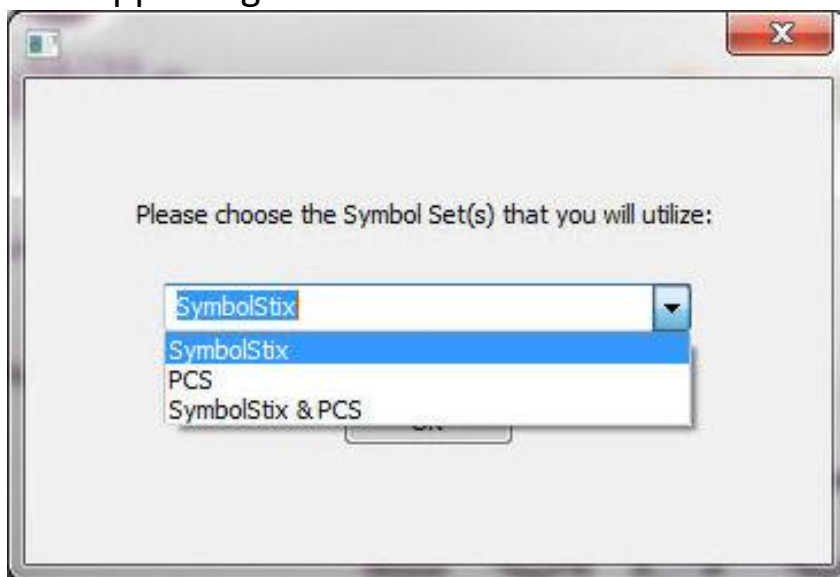 Please choose the Symbol Set(s) that you will utilize:
SymbolStix
SymbolStix
PCS
SymbolStix & PCS